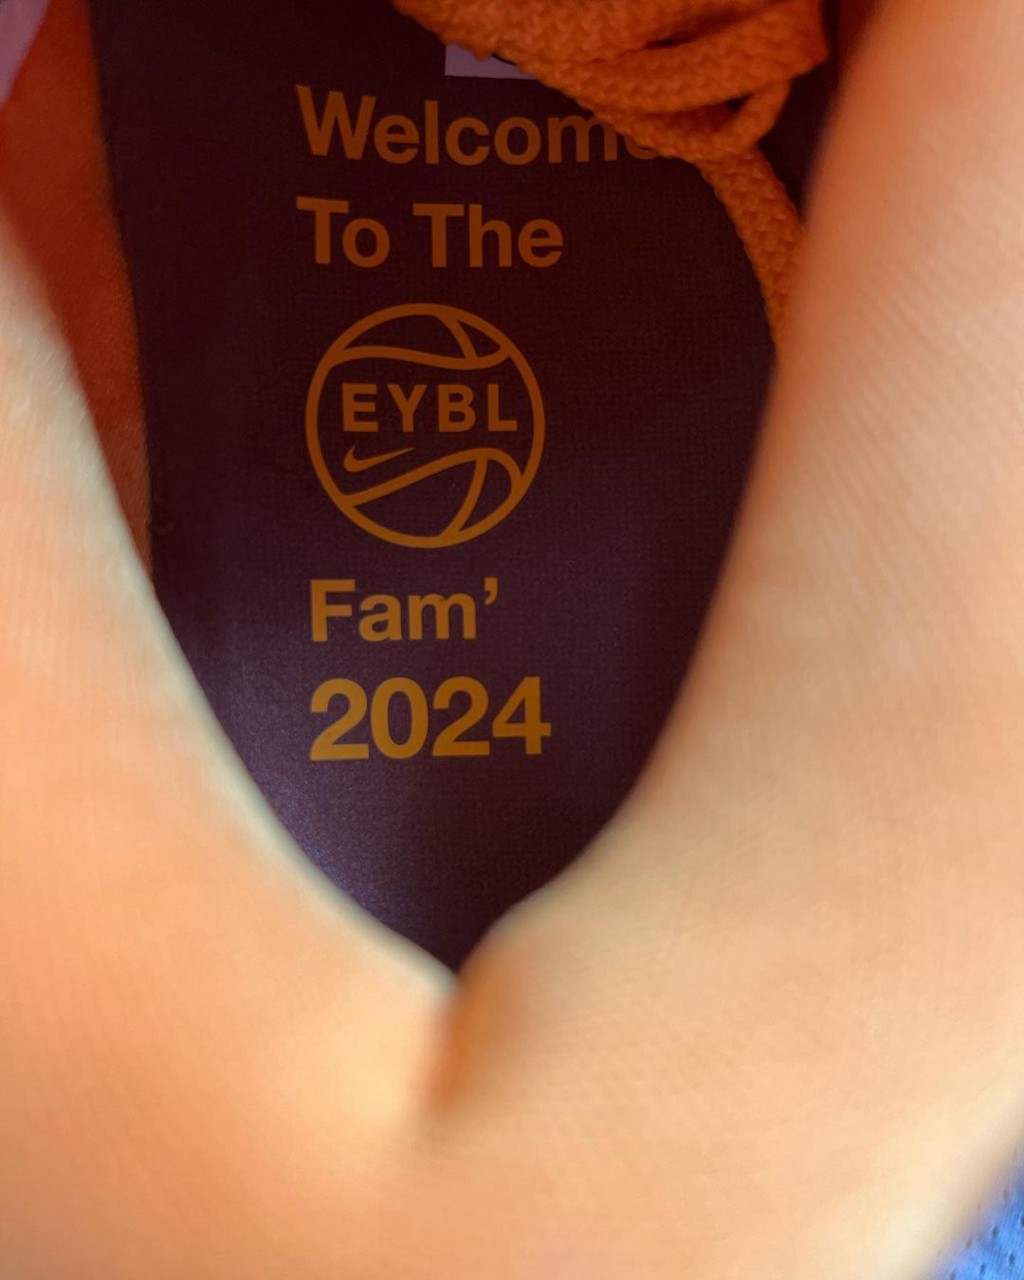 Welcome
To The
EYBL
Fam’
2024